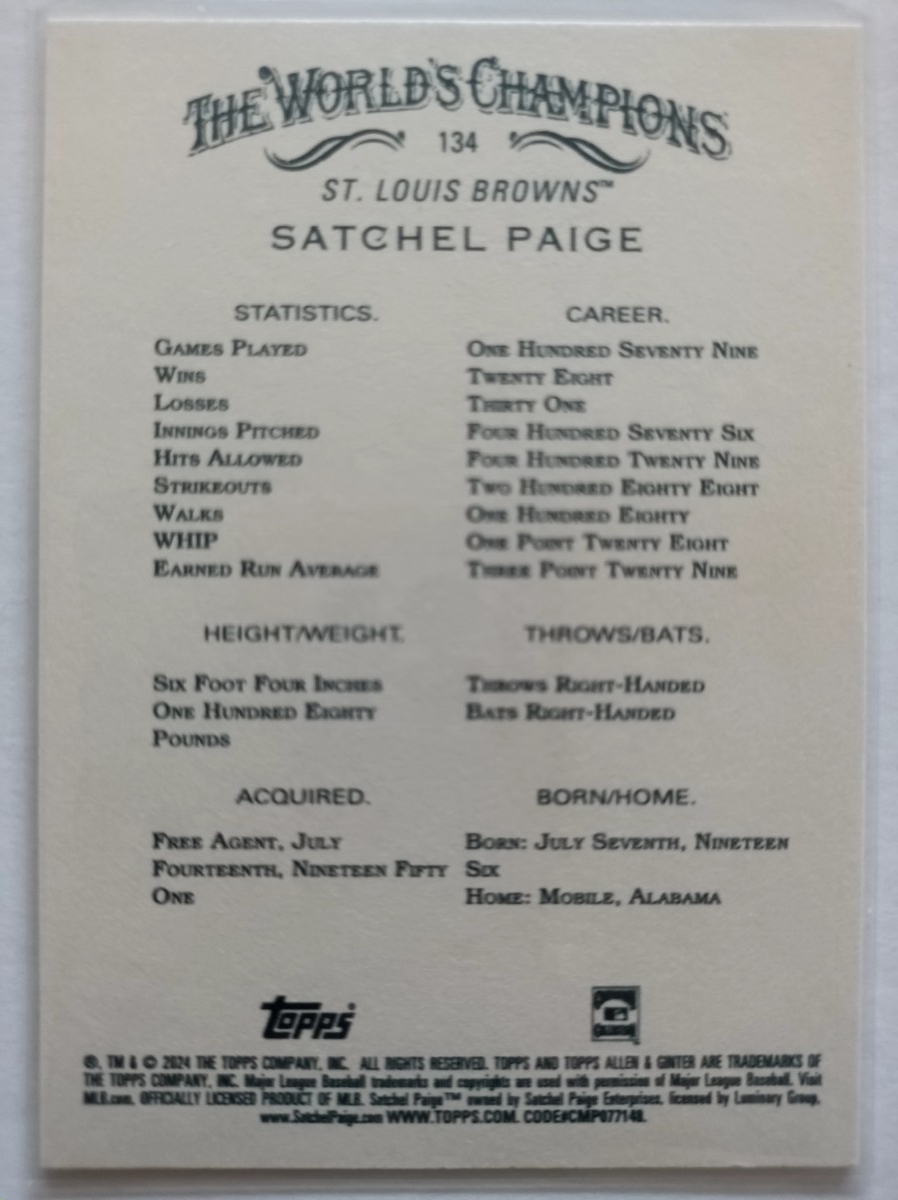 THE WORLD'S CHAMPIONS
134
ST. LOUIS BROWNS™
SATCHEL PAIGE
STATISTICS. CAREER.
GAMES PLAYED ONE HUNDRED SEVENTY NINE
WINS TWENTY EIGHT
LOSSES THIRTY ONE
INNINGS PITCHED FOUR HUNDRED SEVENTY SIX
HITS ALLOWED FOUR HUNDRED TWENTY NINE
STRIKEOUTS TWO HUNDRED EIGHTY EIGHT
WALKS ONE HUNDRED EIGHTY
WHIP ONE POINT TWENTY EIGHT
EARNED RUN AVERAGE THREE POINT TWENTY NINE
HEIGHT/WEIGHT. THROWS/BATS.
SIX FOOT FOUR INCHES THROWS RIGHT-HANDED
ONE HUNDRED EIGHTY BATS RIGHT-HANDED
POUNDS
ACQUIRED. BORN/HOME.
FREE AGENT, JULY BORN: JULY SEVENTH, NINETEEN
FOURTEENTH, NINETEEN FIFTY SIX
ONE HOME: MOBILE, ALABAMA
topps®
®, TM & © 2024 THE TOPPS COMPANY, INC. ALL RIGHTS RESERVED. TOPPS AND TOPPS ALLEN & GINTER ARE TRADEMARKS OF
THE TOPPS COMPANY, INC. Major League Baseball trademarks and copyrights are used with permission of Major League Baseball. Visit
MLB.com. OFFICIALLY LICENSED PRODUCT OF MLB. Satchel Paige™ owned by Satchel Paige Enterprises, licensed by Luminary Group,
www.SatchelPaige.com WWW.TOPPS.COM. CODE#CMP077148.